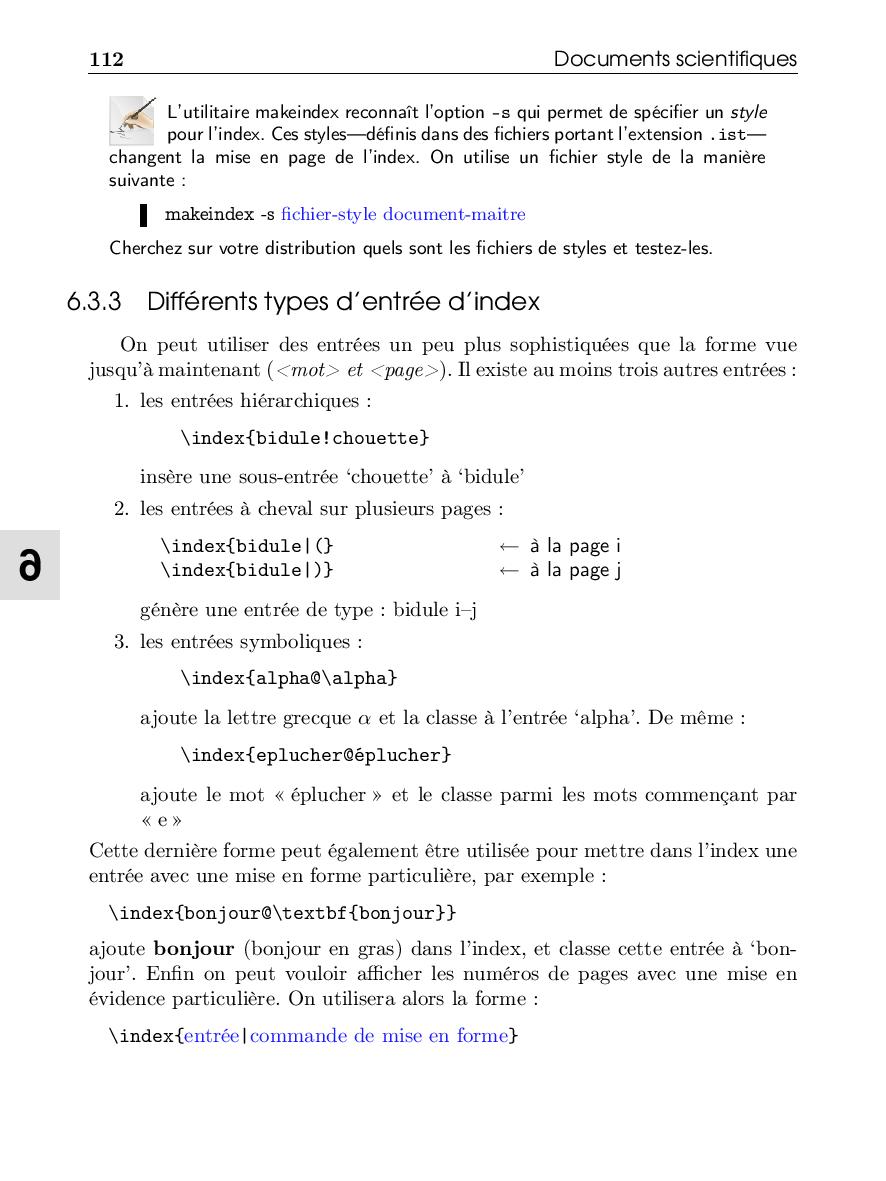 112 Documents scientifiques
L'utilitaire makeindex reconnaît l'option -s qui permet de spécifier un style
pour l'index. Ces styles—définis dans des fichiers portant l'extension .ist—
changent la mise en page de l'index. On utilise un fichier style de la manière
suivante :
makeindex -s fichier-style document-maitre
Cherchez sur votre distribution quels sont les fichiers de styles et testez-les.
6.3.3 Différents types d'entrée d'index
On peut utiliser des entrées un peu plus sophistiquées que la forme vue
jusqu'à maintenant (<mot> et <page>). Il existe au moins trois autres entrées :
1. les entrées hiérarchiques :
\index{bidule!chouette}
insère une sous-entrée ‘chouette’ à ‘bidule’
2. les entrées à cheval sur plusieurs pages :
\index{bidule|(} ← à la page i
\index{bidule|)} ← à la page j
6
génère une entrée de type : bidule i–j
3. les entrées symboliques :
\index{alpha@\alpha}
ajoute la lettre grecque α et la classe à l'entrée ‘alpha’. De même :
\index{eplucher@éplucher}
ajoute le mot « éplucher » et le classe parmi les mots commençant par
« e »
Cette dernière forme peut également être utilisée pour mettre dans l'index une
entrée avec une mise en forme particulière, par exemple :
\index{bonjour@\textbf{bonjour}}
ajoute bonjour (bonjour en gras) dans l'index, et classe cette entrée à ‘bon-
jour’. Enfin on peut vouloir afficher les numéros de pages avec une mise en
évidence particulière. On utilisera alors la forme :
\index{entrée|commande de mise en forme}